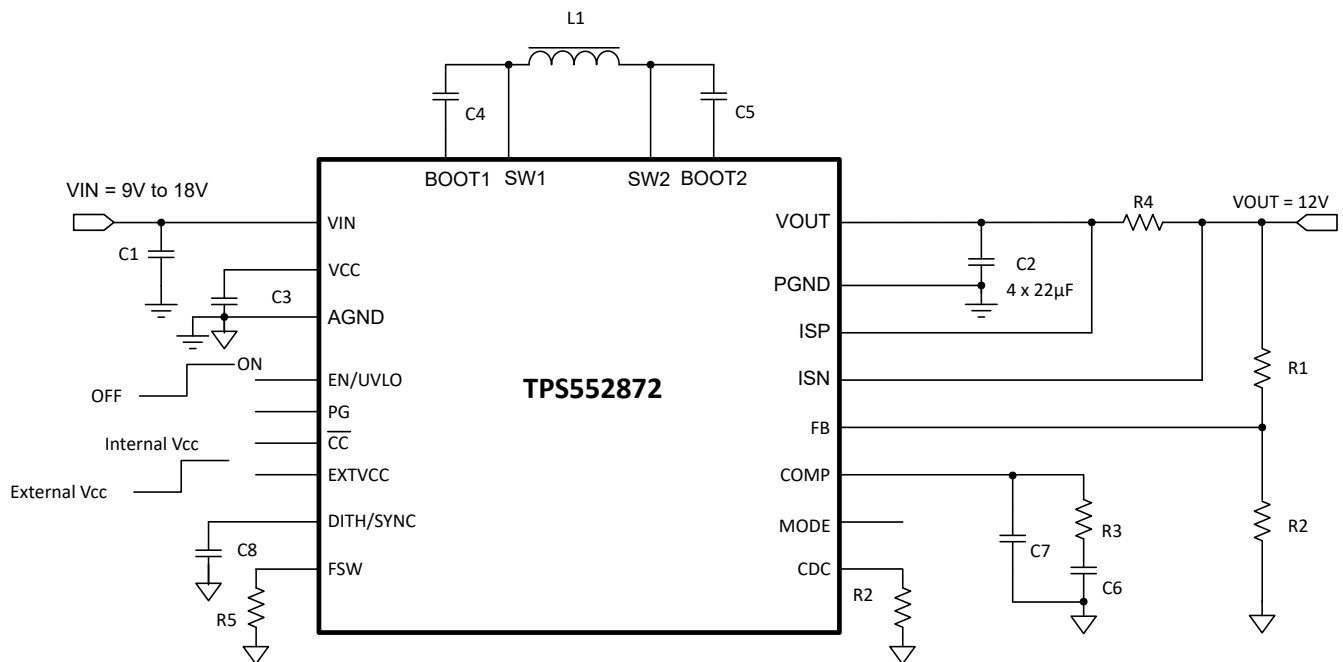 L1
C4
C5
BOOT1 SW1 SW2 BOOT2
VIN = 9V to 18V
VIN
C1
VCC
C3
AGND
ON
OFF
EN/UVLO
PG
Internal Vcc
CC
External Vcc
EXTVCC
DITH/SYNC
C8
FSW
R5
TPS552872
VOUT
R4
VOUT = 12V
C2
4 x 22µF
PGND
ISP
ISN
R1
FB
COMP
R3
R2
C7
MODE
C6
CDC
R2